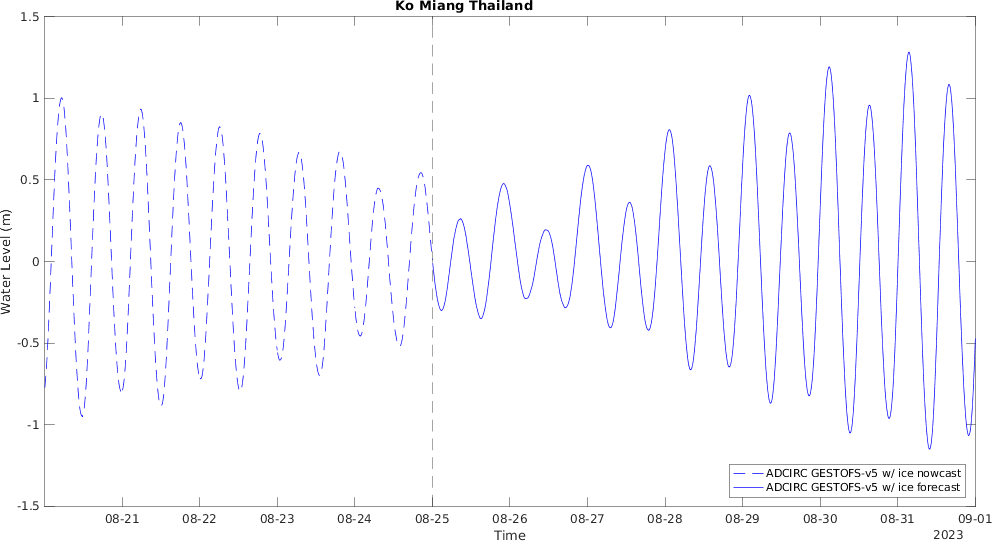 Ko Miang Thailand
1.5
1
0.5
0
-0.5
-1
-1.5
Water Level (m)
ADCIRC GESTOFS-v5 w/ ice nowcast
ADCIRC GESTOFS-v5 w/ ice forecast
08-21 08-22 08-23 08-24 08-25 08-26 08-27 08-28 08-29 08-30 08-31 09-01
Time
2023